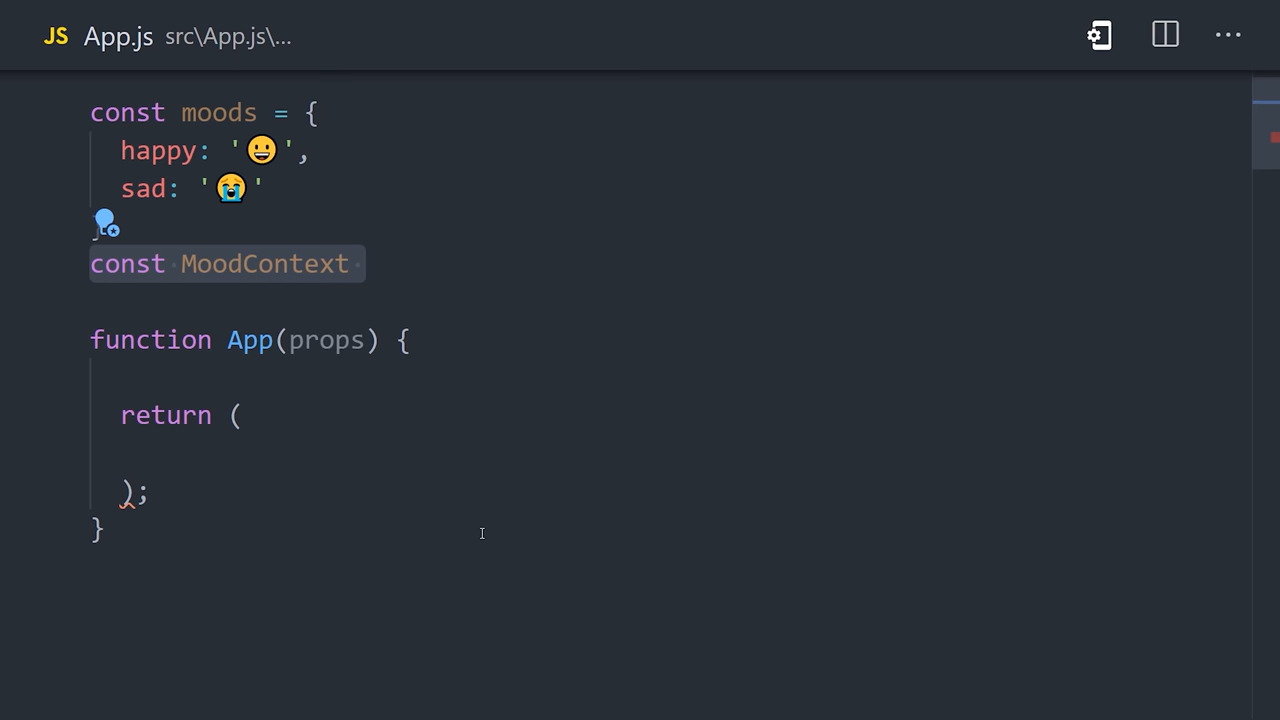 JS App.js src\App.js\...
const moods = {
happy: '😀',
sad: '😭'
}
const MoodContext
function App(props) {
return (
);
}